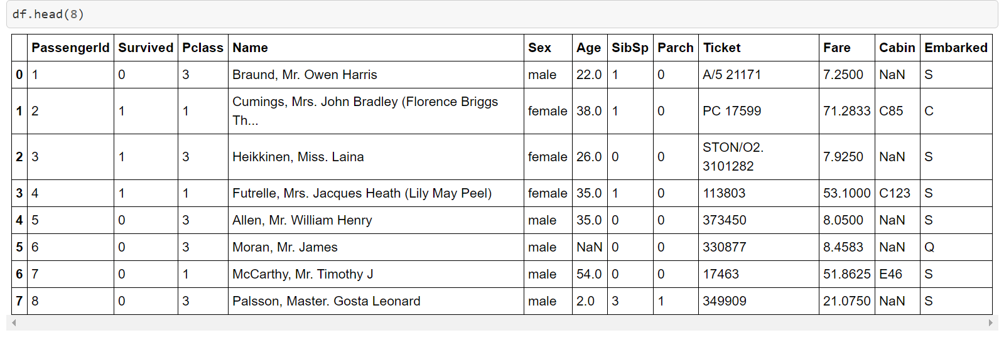 df.head(8)
PassengerId Survived Pclass Name Sex Age SibSp Parch Ticket Fare Cabin Embarked
0 1 0 3 Braund, Mr. Owen Harris male 22.0 1 0 A/5 21171 7.2500 NaN S
1 2 1 1 Cumings, Mrs. John Bradley (Florence Briggs Th... female 38.0 1 0 PC 17599 71.2833 C85 C
2 3 1 3 Heikkinen, Miss. Laina female 26.0 0 0 STON/O2. 3101282 7.9250 NaN S
3 4 1 1 Futrelle, Mrs. Jacques Heath (Lily May Peel) female 35.0 1 0 113803 53.1000 C123 S
4 5 0 3 Allen, Mr. William Henry male 35.0 0 0 373450 8.0500 NaN S
5 6 0 3 Moran, Mr. James male NaN 0 0 330877 8.4583 NaN Q
6 7 0 1 McCarthy, Mr. Timothy J male 54.0 0 0 17463 51.8625 E46 S
7 8 0 3 Palsson, Master. Gosta Leonard male 2.0 3 1 349909 21.0750 NaN S